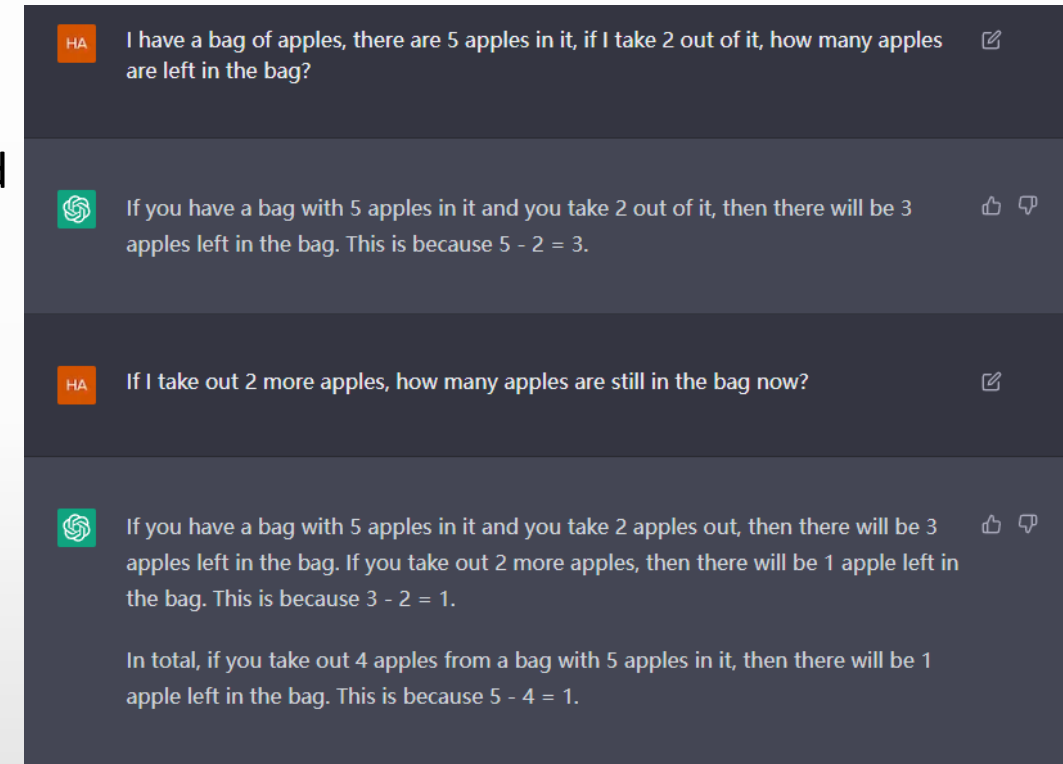 HA
I have a bag of apples, there are 5 apples in it, if I take 2 out of it, how many apples
are left in the bag?
If you have a bag with 5 apples in it and you take 2 out of it, then there will be 3
apples left in the bag. This is because 5 - 2 = 3.
HA
If I take out 2 more apples, how many apples are still in the bag now?
If you have a bag with 5 apples in it and you take 2 apples out, then there will be 3
apples left in the bag. If you take out 2 more apples, then there will be 1 apple left in
the bag. This is because 3 - 2 = 1.
In total, if you take out 4 apples from a bag with 5 apples in it, then there will be 1
apple left in the bag. This is because 5 - 4 = 1.